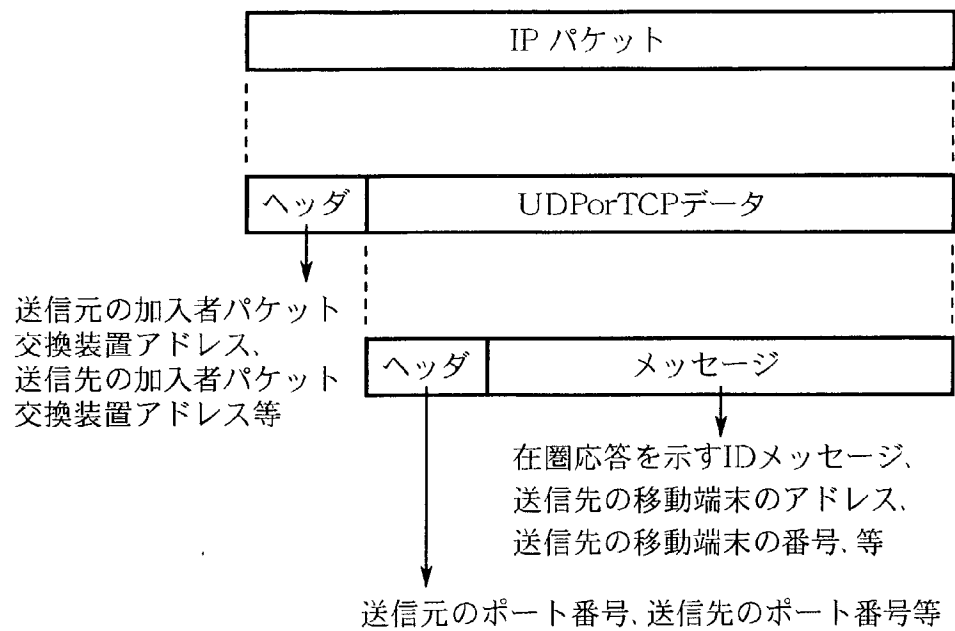 IP パケット
ヘッダ
UDPorTCPデータ
送信元の加入者パケット
交換装置アドレス、
送信先の加入者パケット
交換装置アドレス等
ヘッダ
メッセージ
在圏応答を示すIDメッセージ、
送信先の移動端末のアドレス、
送信先の移動端末の番号、等
送信元のポート番号、送信先のポート番号等